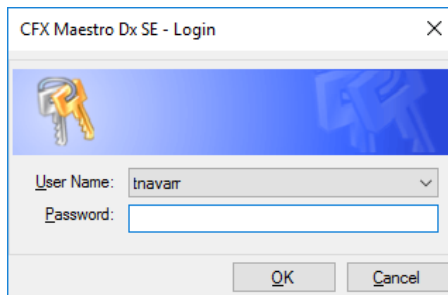 CFX Maestro Dx SE - Login
User Name: tnavarr
Password:
OK Cancel